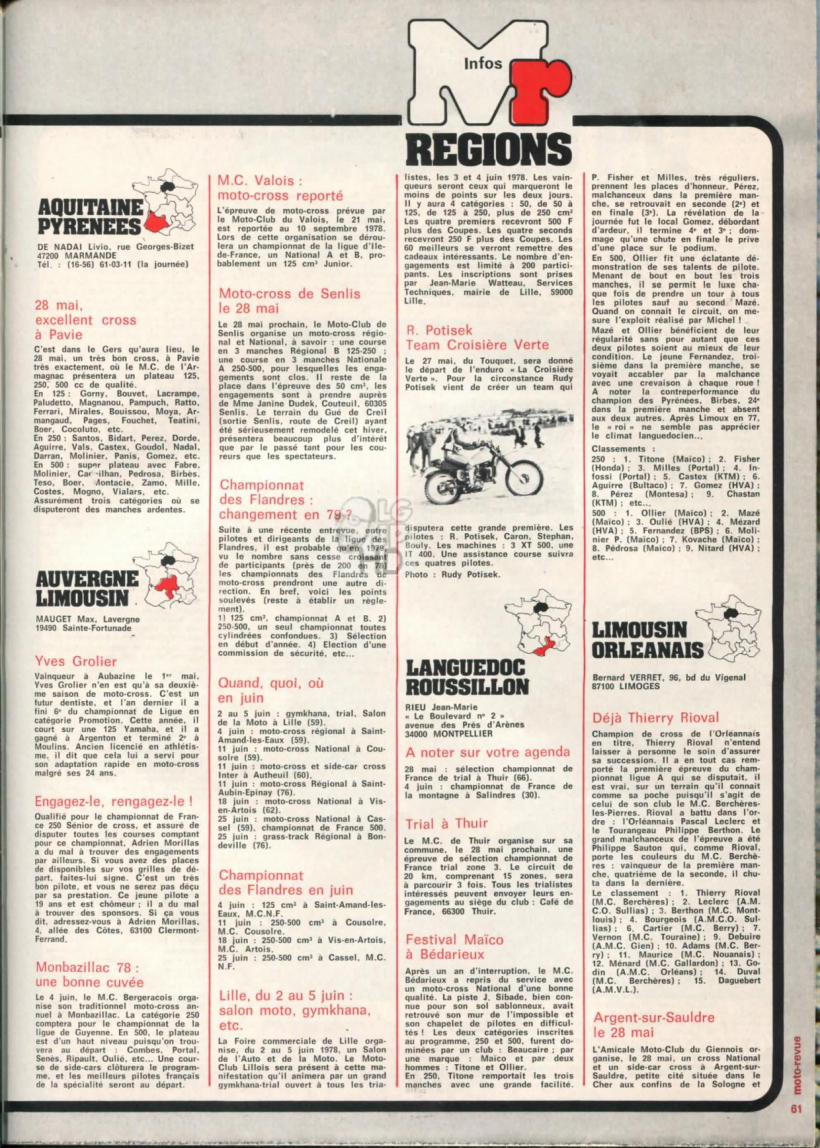 Infos
Mr
REGIONS
AQUITAINE
PYRENEES
DE NADAI Livio, rue Georges-Bizet
47200 MARMANDE
Tél. : (16-56) 61-03-11 (la journée)
28 mai,
excellent cross
à Pavie
C'est dans le Gers qu'aura lieu, le
28 mai, un très bon cross, à Pavie
très exactement, où le M.C. de l'Ar-
magnac présentera un plateau 125,
250, 500 cc de qualité.
En 125 : Gorny, Bouvet, Lacrampe,
Paludetto, Magnanou, Pampuch, Ratto,
Ferrari, Mirales, Bouissou, Moya, Ar-
mangaud, Pages, Fouchet, Teatini,
Boer, Cocoluto, etc.
En 250 : Santos, Bidart, Perez, Dorde,
Aguirre, Vals, Castex, Goudol, Nadal,
Darran, Molinier, Panis, Gomez, etc.
En 500 : super plateau avec Fabre,
Molinier, Pedrosa, Birbès,
Teso, Boer, Zamo, Mille,
Costes, Mogno, Vialars, etc.
Assurément trois catégories où se
disputeront des manches ardentes.
AUVERGNE
LIMOUSIN
MAUGET Max, Lavergne
19490 Sainte-Fortunade
Yves Grolier
Vainqueur à Aubazine le 1er mai,
Yves Grolier n'en est qu'à sa deuxiè-
me saison de moto-cross. C'est un
futur dentiste, et l'an dernier il a
fini 6e du championnat de Ligue en
catégorie Promotion. Cette année, il
court sur une 125 Yamaha, et il a
gagné à Argenton et terminé 2e à
Moulins. Ancien licencié en athlétis-
me, il dit que cela lui a servi pour
son adaptation rapide en moto-cross
malgré ses 24 ans.
Engagez-le, rengagez-le !
Qualifié pour le championnat de Fran-
ce 250 Sénior de cross, et assuré de
disputer toutes les courses comptant
pour ce championnat, Adrien Morillas
a du mal à trouver des engagements
par ailleurs. Si vous avez des places
de disponibles sur vos grilles de dé-
part, faites-lui signe. C'est un très
bon pilote, et vous ne serez pas déçu
par sa prestation. Ce jeune pilote a
19 ans et est chômeur : il a du mal
à trouver des sponsors. Si ça vous
dit, adressez-vous à Adrien Morillas,
4, allée des Côtes, 63100 Clermont-
Ferrand.
Monbazillac 78 :
une bonne cuvée
Le 4 juin, le M.C. Bergeracois orga-
nise son traditionnel moto-cross an-
nuel à Monbazillac. La catégorie 250
comptera pour le championnat de la
ligue de Guyenne. En 500, le plateau
est d'un haut niveau puisqu'on trou-
vera au départ : Combes, Portal,
Senès, Ripault, Oulié, etc... Une cour-
se de side-cars clôturera le program-
me, et les meilleurs pilotes français
de la spécialité seront au départ.
M.C. Valois :
moto-cross reporté
L'épreuve de moto-cross prévue par
le Moto-Club du Valois, le 21 mai,
est reportée au 10 septembre 1978.
Lors de cette organisation se dérou-
lera un championnat de la ligue d'Ile-
de-France, un National A et B, pro-
bablement un 125 cm³ Junior.
Moto-cross de Senlis
le 28 mai
Le 28 mai prochain, le Moto-Club de
Senlis organise un moto-cross régio-
nal et National, à savoir : une course
en 3 manches Régional B 125-250 ;
une course en 3 manches Nationale
A 250-500, pour lesquelles les enga-
gements sont clos. Il reste de la
place dans l'épreuve des 50 cm³, les
engagements sont à prendre auprès
de Mme Janine Dudek, Couteuil, 60305
Senlis. Le terrain du Gué de Creil
(sortie Senlis, route de Creil) ayant
été sérieusement remodelé cet hiver,
présentera beaucoup plus d'intérêt
que par le passé tant pour les cou-
reurs que les spectateurs.
Championnat
des Flandres :
changement en 79 ?
Suite à une récente entrevue, entre
pilotes et dirigeants de la
Flandres, il est probable qu'en 1979,
vu le nombre sans cesse croissant
de participants (près de 200 en 78)
les championnats des Flandres de
moto-cross prendront une autre di-
rection. En bref, voici les points
soulevés (reste à établir un règle-
ment).
1) 125 cm³, championnat A et B. 2)
250-500, un seul championnat toutes
cylindrées confondues. 3) Sélection
en début d'année. 4) Election d'une
commission de sécurité, etc...
Quand, quoi, où
en juin
2 au 5 juin : gymkhana, trial, Salon
de la Moto à Lille (59).
4 juin : moto-cross régional à Saint-
Amand-les-Eaux (59).
11 juin : moto-cross National à Cou-
solre (59).
11 juin : moto-cross et side-car cross
Inter à Autheuil (60).
11 juin : moto-cross Régional à Saint-
Aubin-Epinay (76).
18 juin : moto-cross National à Vis-
en-Artois (62).
25 juin : moto-cross National à Cas-
sel (59), championnat de France 500.
25 juin : grass-track Régional à Bon-
deville (76).
Championnat
des Flandres en juin
4 juin : 125 cm³ à Saint-Amand-les-
Eaux, M.C.N.F.
11 juin : 250-500 cm³ à Cousolre,
M.C. Cousolre.
18 juin : 250-500 cm³ à Vis-en-Artois,
M.C. Artois.
25 juin : 250-500 cm³ à Cassel, M.C.
N.F.
Lille, du 2 au 5 juin :
salon moto, gymkhana,
etc.
La Foire commerciale de Lille orga-
nise, du 2 au 5 juin 1978, un Salon
de l'Auto et de la Moto. Le Moto-
Club Lillois sera présent à cette ma-
nifestation qu'il animera par un grand
gymkhana-trial ouvert à tous les tria-
listes, les 3 et 4 juin 1978. Les vain-
queurs seront ceux qui marqueront le
moins de points sur les deux jours.
Il y aura 4 catégories : 50, de 50 à
125, de 125 à 250, plus de 250 cm³
Les quatre premiers recevront 500 F
plus des Coupes. Les quatre seconds
recevront 250 F plus des Coupes. Les
60 meilleurs se verront remettre des
cadeaux intéressants. Le nombre d'en-
gagements est limité à 200 partici-
pants. Les inscriptions sont prises
par Jean-Marie Watteau, Services
Techniques, mairie de Lille, 59000
Lille.
R. Potisek
Team Croisière Verte
Le 27 mai, du Touquet, sera donné
le départ de l'enduro « La Croisière
Verte ». Pour la circonstance Rudy
Potisek vient de créer un team qui
disputera cette grande première. Les
pilotes : R. Potisek, Caron, Stephan,
Bouly. Les machines : 3 XT 500, une
IT 400. Une assistance course suivra
ces quatres pilotes.
Photo : Rudy Potisek.
LANGUEDOC
ROUSSILLON
RIEU Jean-Marie
« Le Boulevard nº 2 »
avenue des Prés d'Arènes
34000 MONTPELLIER
A noter sur votre agenda
28 mai : sélection championnat de
France de trial à Thuir (66).
4 juin : championnat de France de
la montagne à Salindres (30).
Trial à Thuir
Le M.C. de Thuir organise sur sa
commune, le 28 mai prochain, une
épreuve de sélection championnat de
France trial zone 3. Le circuit de
20 km, comprenant 15 zones, sera
à parcourir 3 fois. Tous les trialistes
intéressés peuvent envoyer leurs en-
gagements au siège du club : Café de
France, 66300 Thuir.
Festival Maïco
à Bédarieux
Après un an d'interruption, le M.C.
Bédarieux a repris du service avec
un moto-cross National d'une bonne
qualité. La piste J. Sibade, bien con-
nue pour son sol sablonneux, avait
retrouvé son mur de l'impossible et
son chapelet de pilotes en difficul-
tés ! Les deux catégories inscrites
au programme, 250 et 500, furent do-
minées par un club : Beaucaire ; par
une marque : Maico et par deux
hommes : Titone et Ollier.
En 250, Titone remportait les trois
manches avec une grande facilité.
P. Fisher et Milles, très réguliers,
prennent les places d'honneur. Pérez,
malchanceux dans la première man-
che, se retrouvait en seconde (2e) et
en finale (3e). La révélation de la
journée fut le local Gomez, débordant
d'ardeur, il termine 4e et 3e ; dom-
mage qu'une chute en finale le prive
d'une place sur le podium.
En 500, Ollier fit une éclatante dé-
monstration de ses talents de pilote.
Menant de bout en bout les trois
manches, il se permit le luxe cha-
que fois de prendre un tour à tous
les pilotes sauf au second Mazé.
Quand on connait le circuit, on me-
sure l'exploit réalisé par Michel !
Mazé et Ollier bénéficient de leur
régularité sans pour autant que ces
deux pilotes soient au mieux de leur
condition. Le jeune Fernandez, troi-
sième dans la première manche, se
voyait accabler par la malchance
avec une crevaison à chaque roue !
A noter la contreperformance du
champion des Pyrénées, Birbes, 24e
dans la première manche et absent
aux deux autres. Après Limoux en 77,
le « roi » ne semble pas apprécier
le climat languedocien...
Classements :
250 : 1. Titone (Maico) ; 2. Fisher
(Honda) ; 3. Milles (Portal) ; 4. In-
fossi (Portal) ; 5. Castex (KTM) ; 6.
Aguirre (Bultaco) ; 7. Gomez (HVA) ;
8. Pérez (Montesa) ; 9. Chastan
(KTM) ; etc...
500 : 1. Ollier (Maico) ; 2. Mazé
(Maico) ; 3. Oulié (HVA) ; 4. Mézard
(HVA) ; 5. Fernandez (BPS) ; 6. Moli-
nier P. (Maico) ; 7. Kovache (Maico) ;
8. Pédrosa (Maico) ; 9. Nitard (HVA) ;
etc...
LIMOUSIN
ORLEANAIS
Bernard VERRET, 96, bd du Vigenal
87100 LIMOGES
Déjà Thierry Rioval
Champion de cross de l'Orléannais
en titre, Thierry Rioval n'entend
laisser à personne le soin d'assurer
sa succession. Il a en tout cas rem-
porté la première épreuve du cham-
pionnat ligue A qui se disputait, il
est vrai, sur un terrain qu'il connait
comme sa poche puisqu'il s'agit de
celui de son club le M.C. Berchères-
les-Pierres. Rioval a battu dans l'or-
dre : l'Orléannais Pascal Leclerc et
le Tourangeau Philippe Berthon. Le
grand malchanceux de l'épreuve a été
Philippe Sauton qui, comme Rioval,
porte les couleurs du M.C. Berchè-
res : vainqueur de la première man-
che, quatrième de la seconde, il chu-
ta dans la dernière.
Le classement : 1. Thierry Rioval
(M.C. Berchères) ; 2. Leclerc (A.M.
C.O. Sullias) ; 3. Berthon (M.C. Mont-
louis) ; 4. Bourgeois (A.M.C.O. Sul-
lias) ; 6. Cartier (M.C. Berry) ; 7.
Vernon (M.C. Touraine) ; 9. Debuire
(A.M.C. Gien) ; 10. Adams (M.C. Ber-
ry) ; 11. Maurice (M.C. Nouanais) ;
12. Ménard (M.C. Gallardon) ; 13. Go-
din (A.M.C. Orléans) ; 14. Duval
(M.C. Berchères) ; 15. Daguebert
(A.M.V.L.).
Argent-sur-Sauldre
le 28 mai
L'Amicale Moto-Club du Giennois or-
ganise, le 28 mai, un cross National
et un side-car cross à Argent-sur-
Sauldre, petite cité située dans le
Cher aux confins de la Sologne et
moto-revue
61